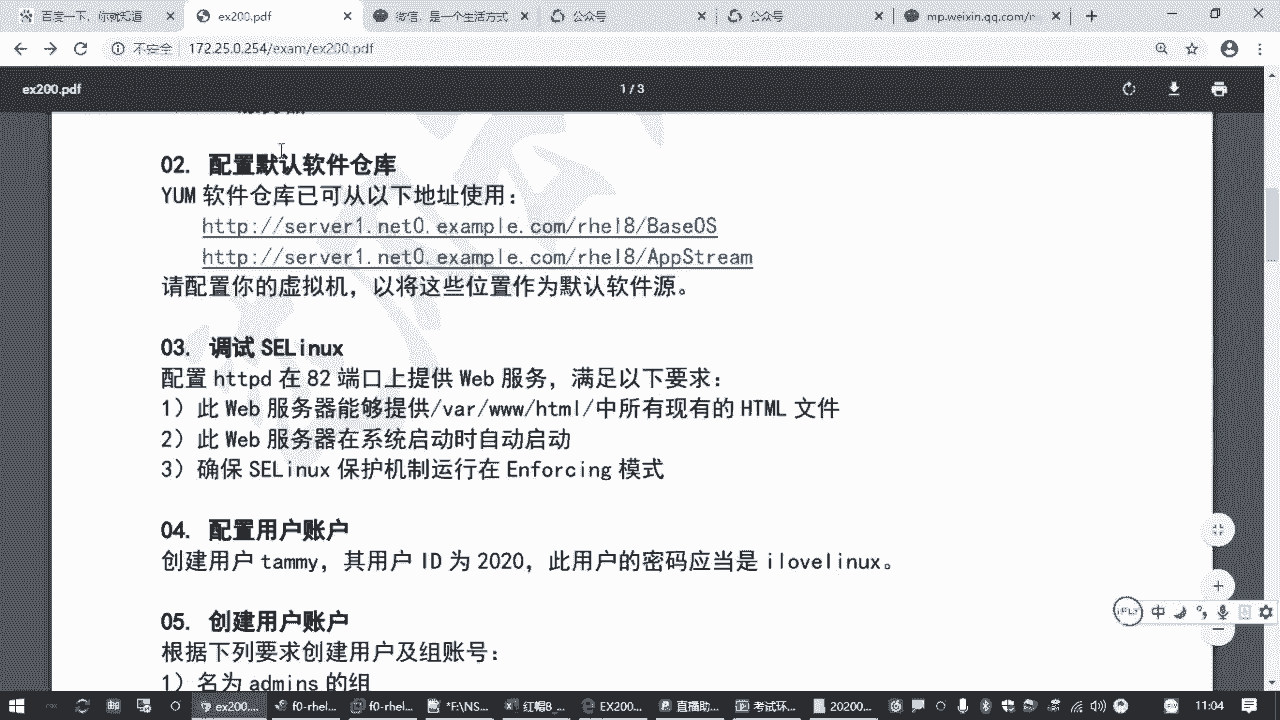 百度一下，你就知道
ex200.pdf
微信，是一个生活方式
公众号
公众号
mp.weixin.qq.com/
不安全
172.25.0.254/exam/ex200.pdf
ex200.pdf
1 / 3
02. 配置默认软件仓库
YUM 软件仓库已可从以下地址使用：
http://server1.net0.example.com/rhel8/BaseOS
http://server1.net0.example.com/rhel8/AppStream
请配置你的虚拟机，以将这些位置作为默认软件源。
03. 调试 SELinux
配置 httpd 在 82 端口上提供 Web 服务，满足以下要求：
1）此 Web 服务器能够提供/var/www/html/中所有现有的 HTML 文件
2）此 Web 服务器在系统启动时自动启动
3）确保 SELinux 保护机制运行在 Enforcing 模式
04. 配置用户账户
创建用户 tammy，其用户 ID 为 2020，此用户的密码应当是 ilovelinux。
05. 创建用户账户
根据下列要求创建用户及组账号：
1）名为 admins 的组
iFLY
中
ex200....
f0-rhel...
f0-rhel...
*F:\NS...
EX200...
直播助...
考试环...
20200...
11:04